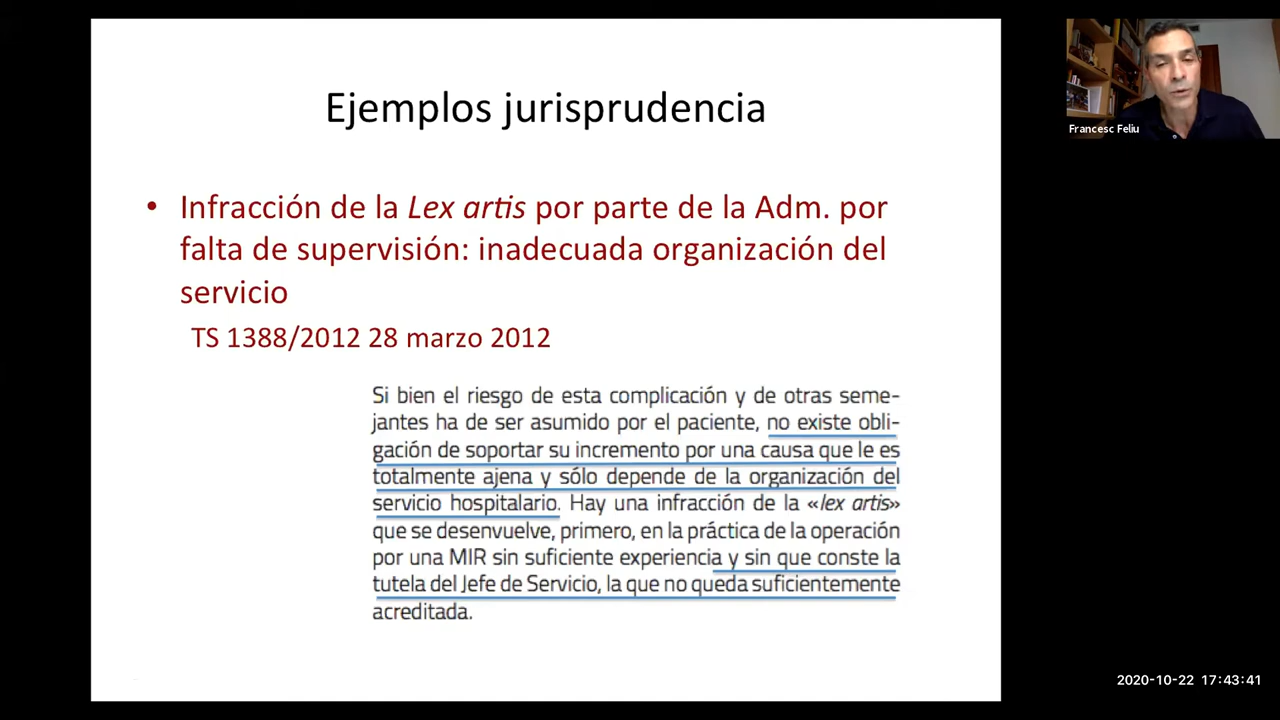 Ejemplos jurisprudencia
• Infracción de la Lex artis por parte de la Adm. por
falta de supervisión: inadecuada organización del
servicio
TS 1388/2012 28 marzo 2012
Si bien el riesgo de esta complicación y de otras seme-
jantes ha de ser asumido por el paciente, no existe obli-
gación de soportar su incremento por una causa que le es
totalmente ajena y sólo depende de la organización del
servicio hospitalario. Hay una infracción de la «lex artis»
que se desenvuelve, primero, en la práctica de la operación
por una MIR sin suficiente experiencia y sin que conste la
tutela del Jefe de Servicio, la que no queda suficientemente
acreditada.
Francesc Feliu
2020-10-22 17:43:41